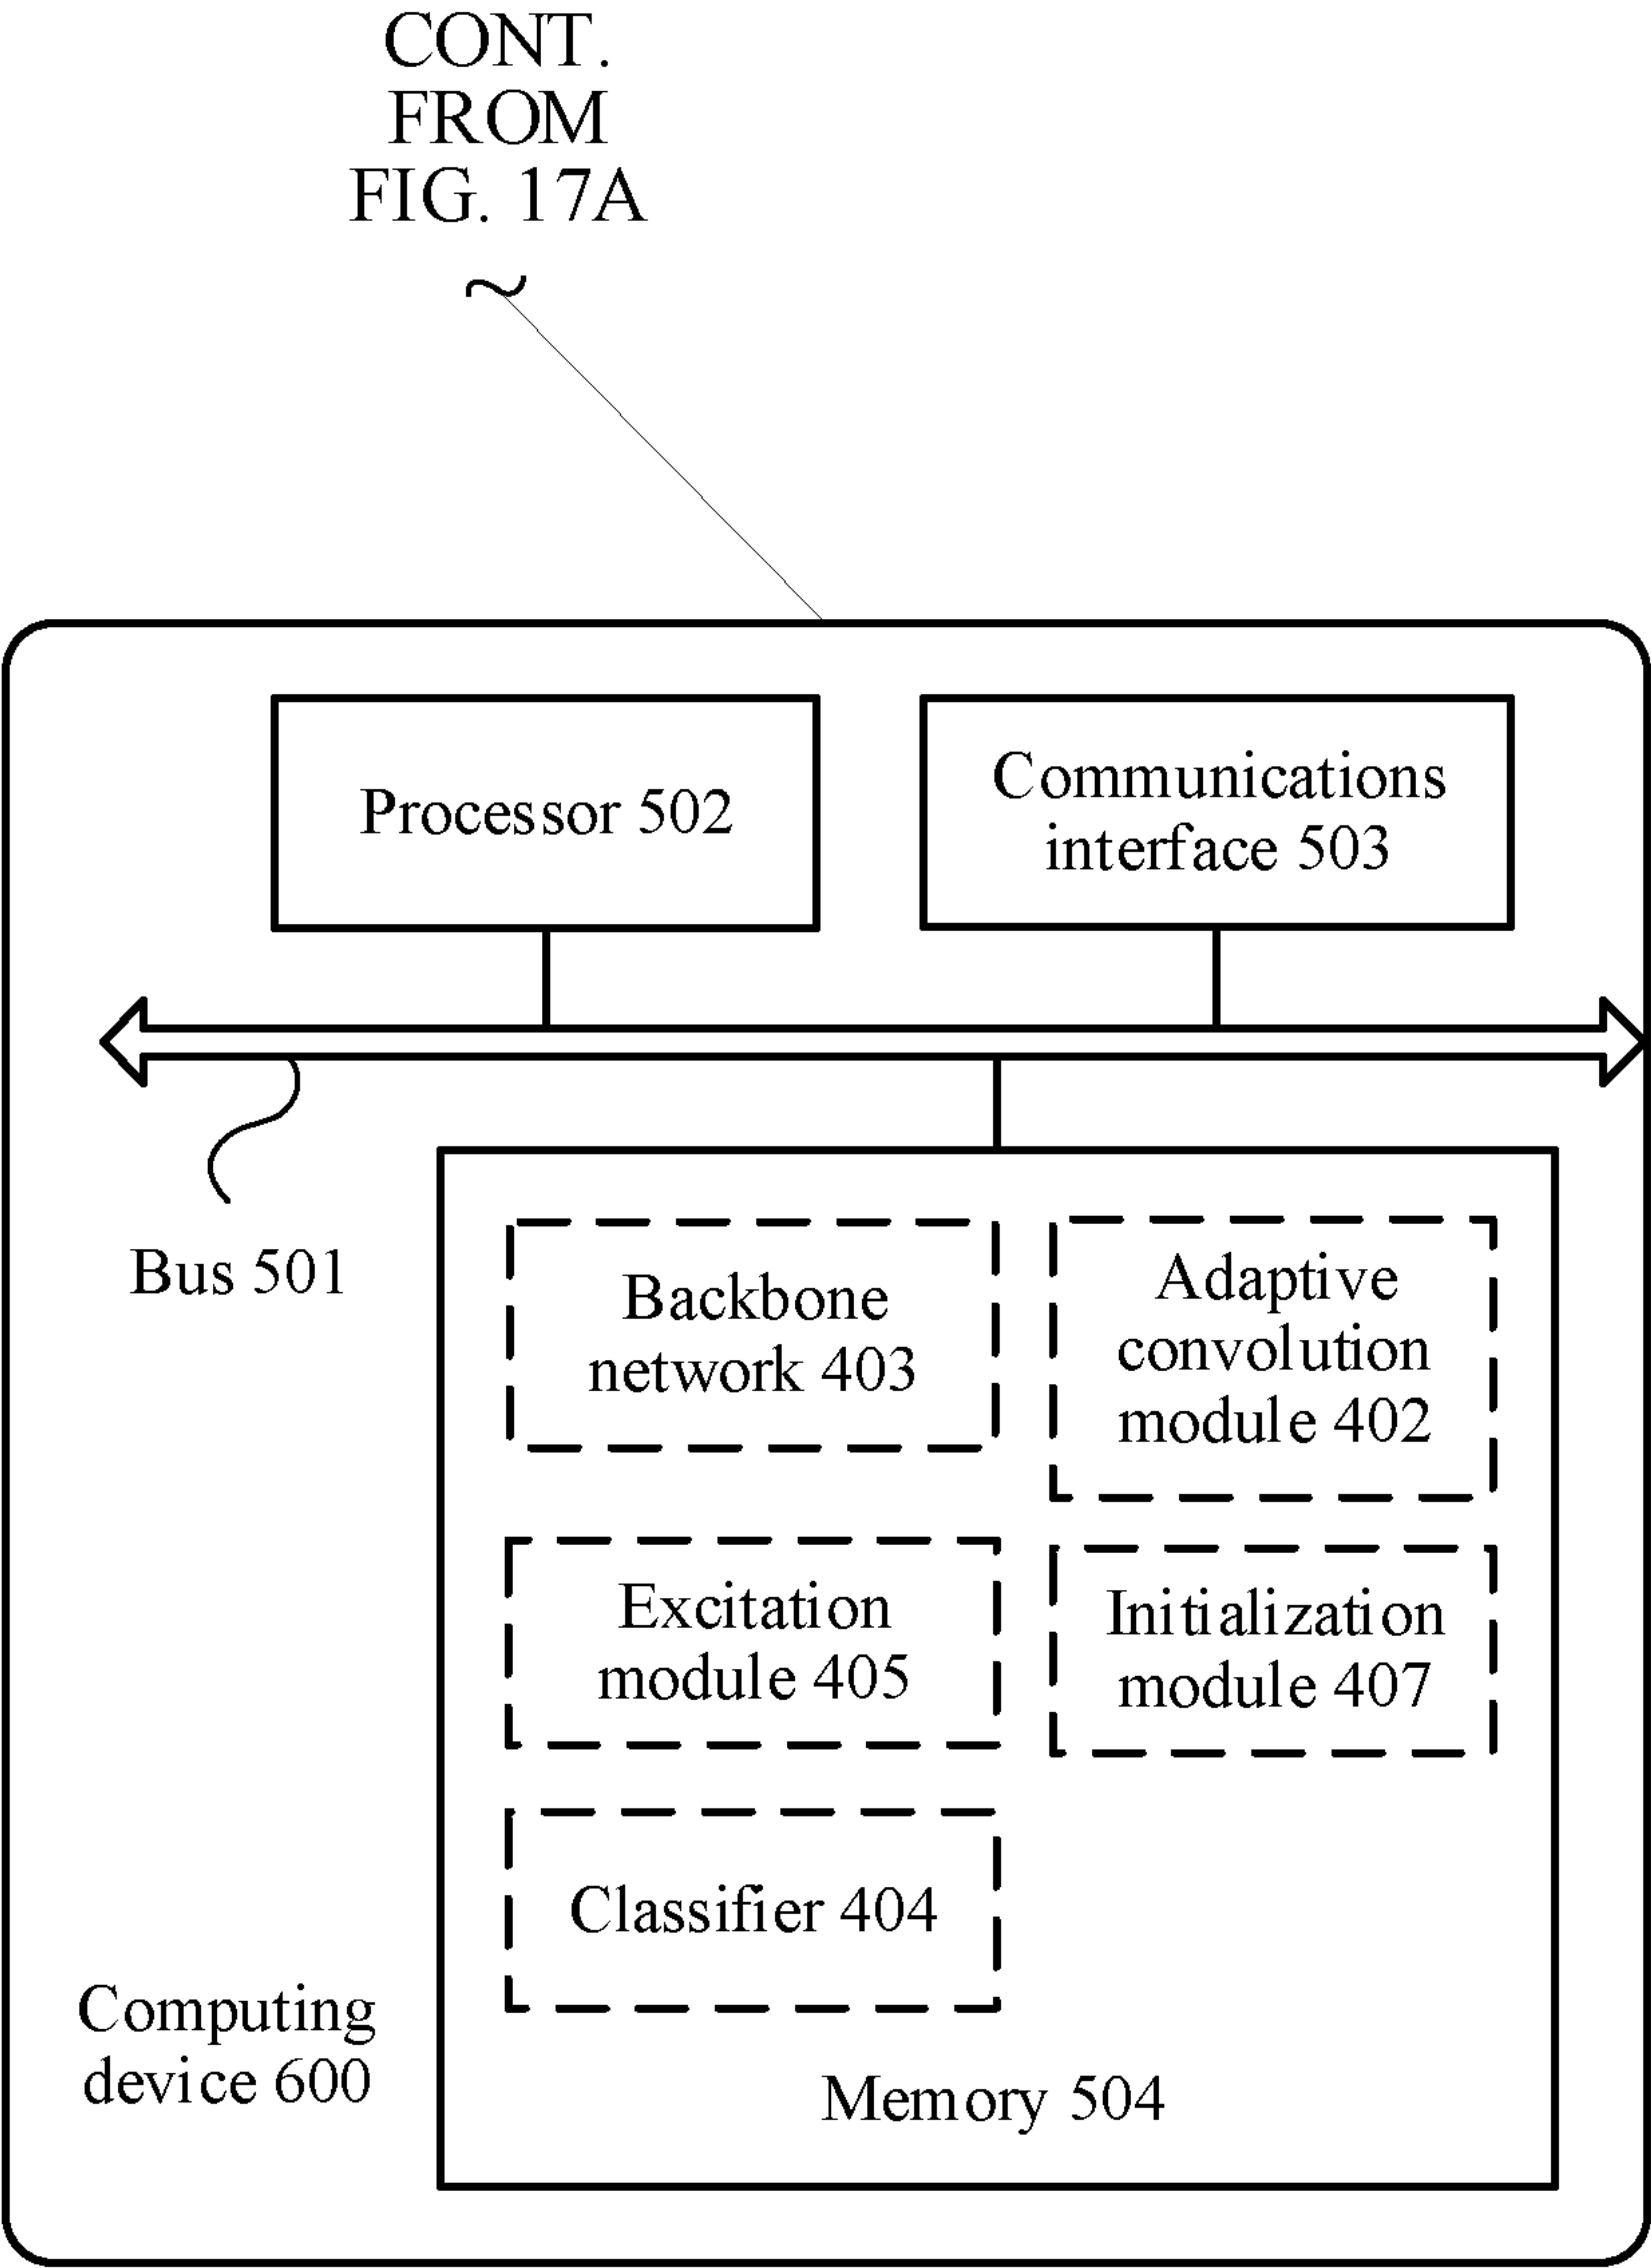 CONT.
FROM
FIG. 17A
Processor 502
Communications
interface 503
Bus 501
Backbone
network 403
Adaptive
convolution
module 402
Excitation
module 405
Initialization
module 407
Classifier 404
Computing
device 600
Memory 504